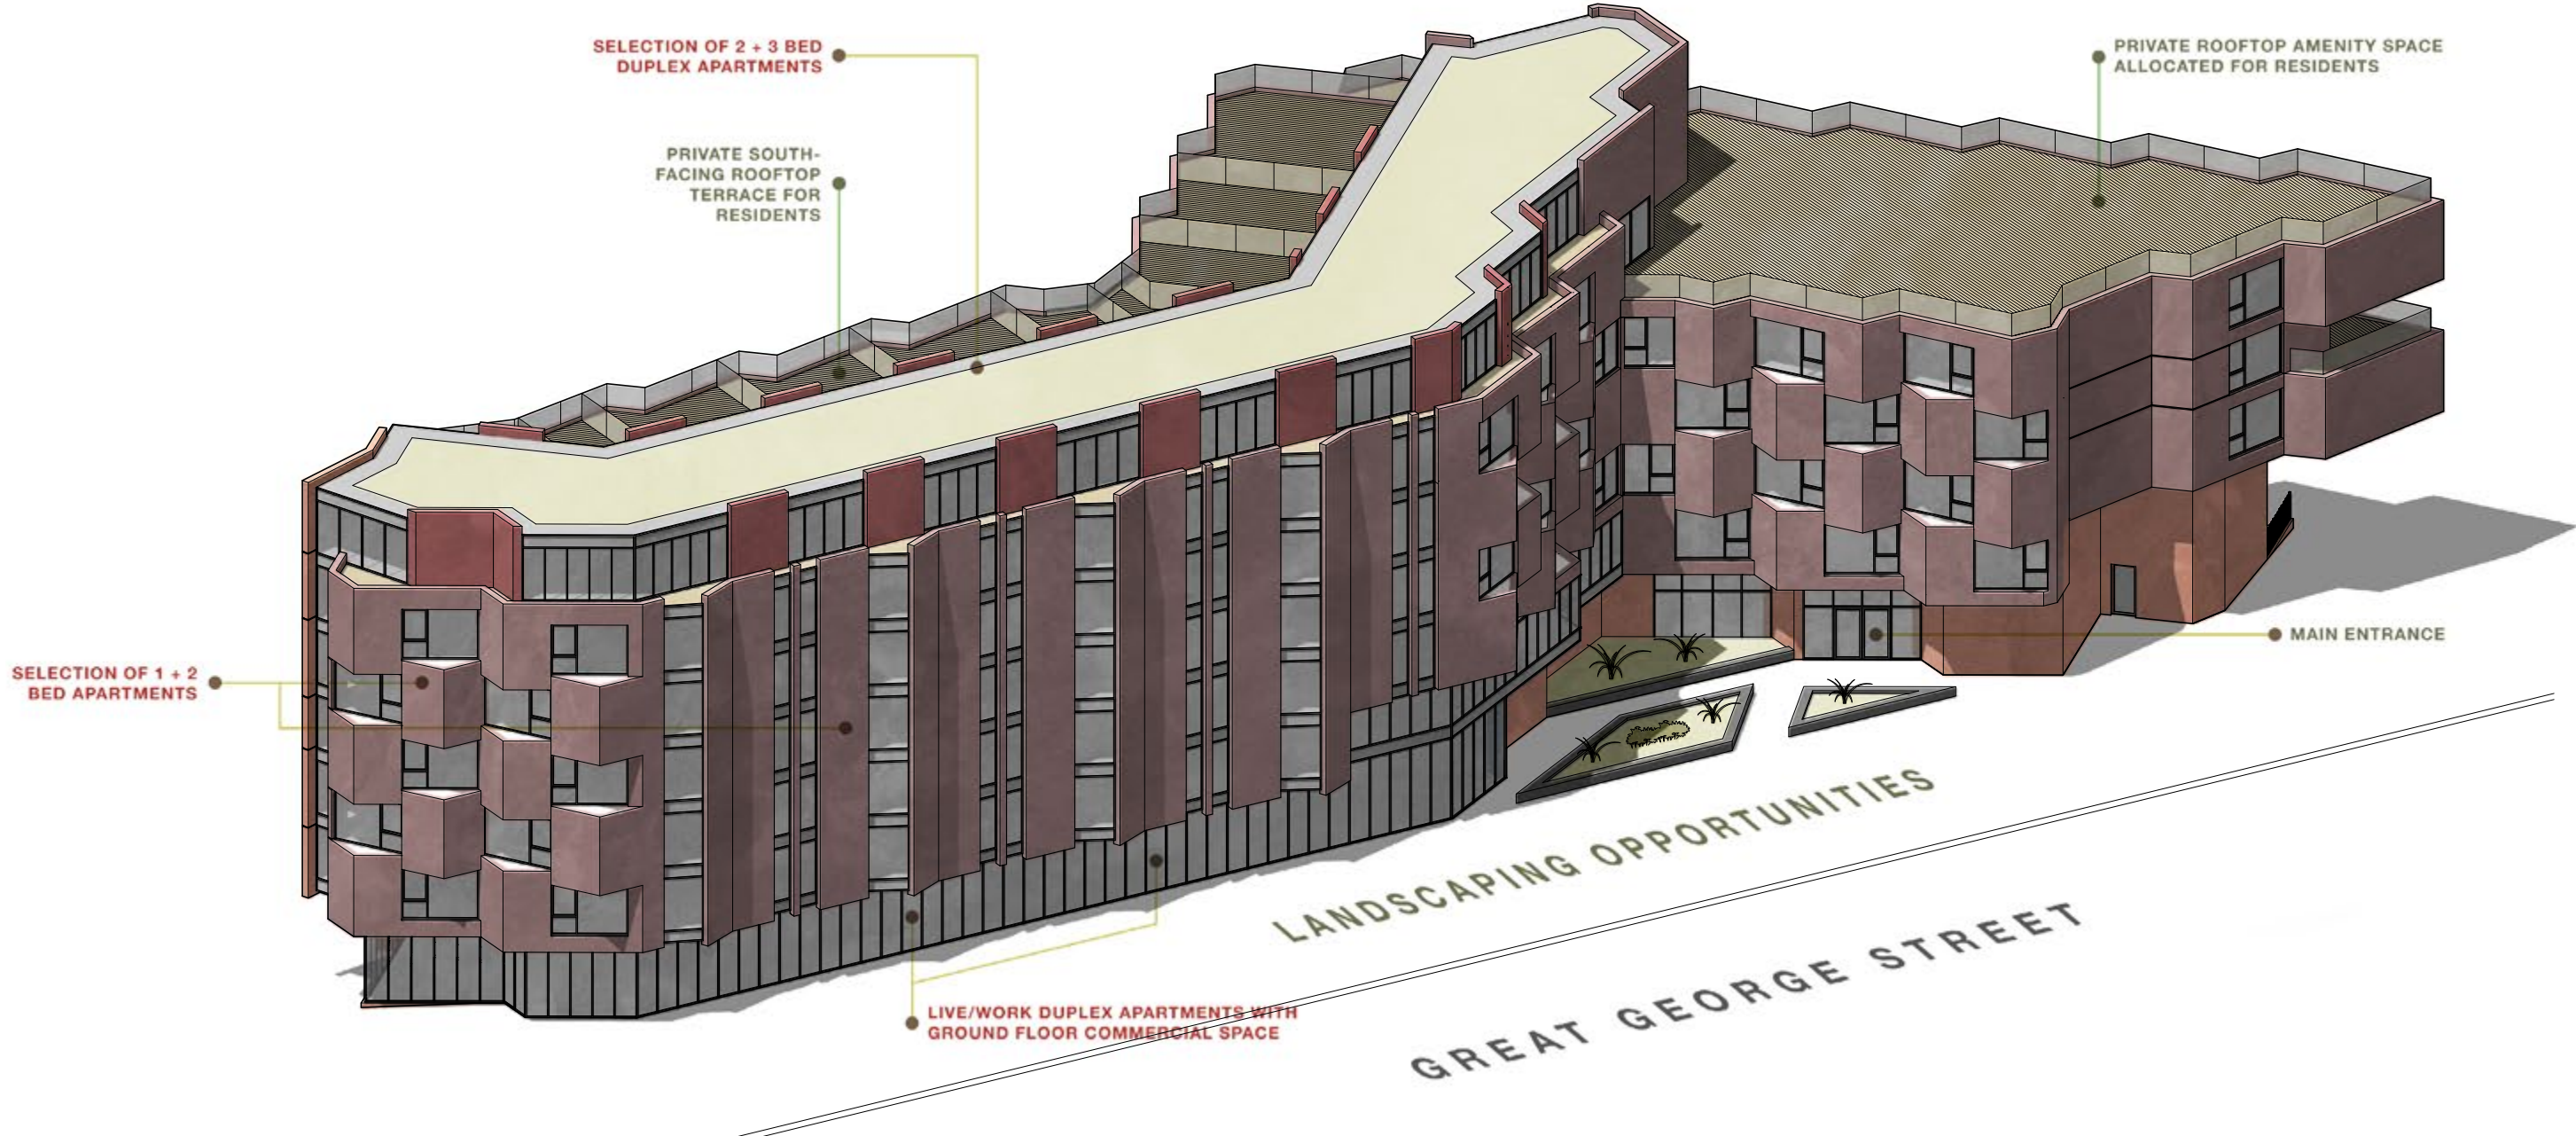 SELECTION OF 2 + 3 BED
DUPLEX APARTMENTS
PRIVATE ROOFTOP AMENITY SPACE
ALLOCATED FOR RESIDENTS
PRIVATE SOUTH-
FACING ROOFTOP
TERRACE FOR
RESIDENTS
MAIN ENTRANCE
SELECTION OF 1 + 2
BED APARTMENTS
LANDSCAPING OPPORTUNITIES
GREAT GEORGE STREET
LIVE/WORK DUPLEX APARTMENTS WITH
GROUND FLOOR COMMERCIAL SPACE